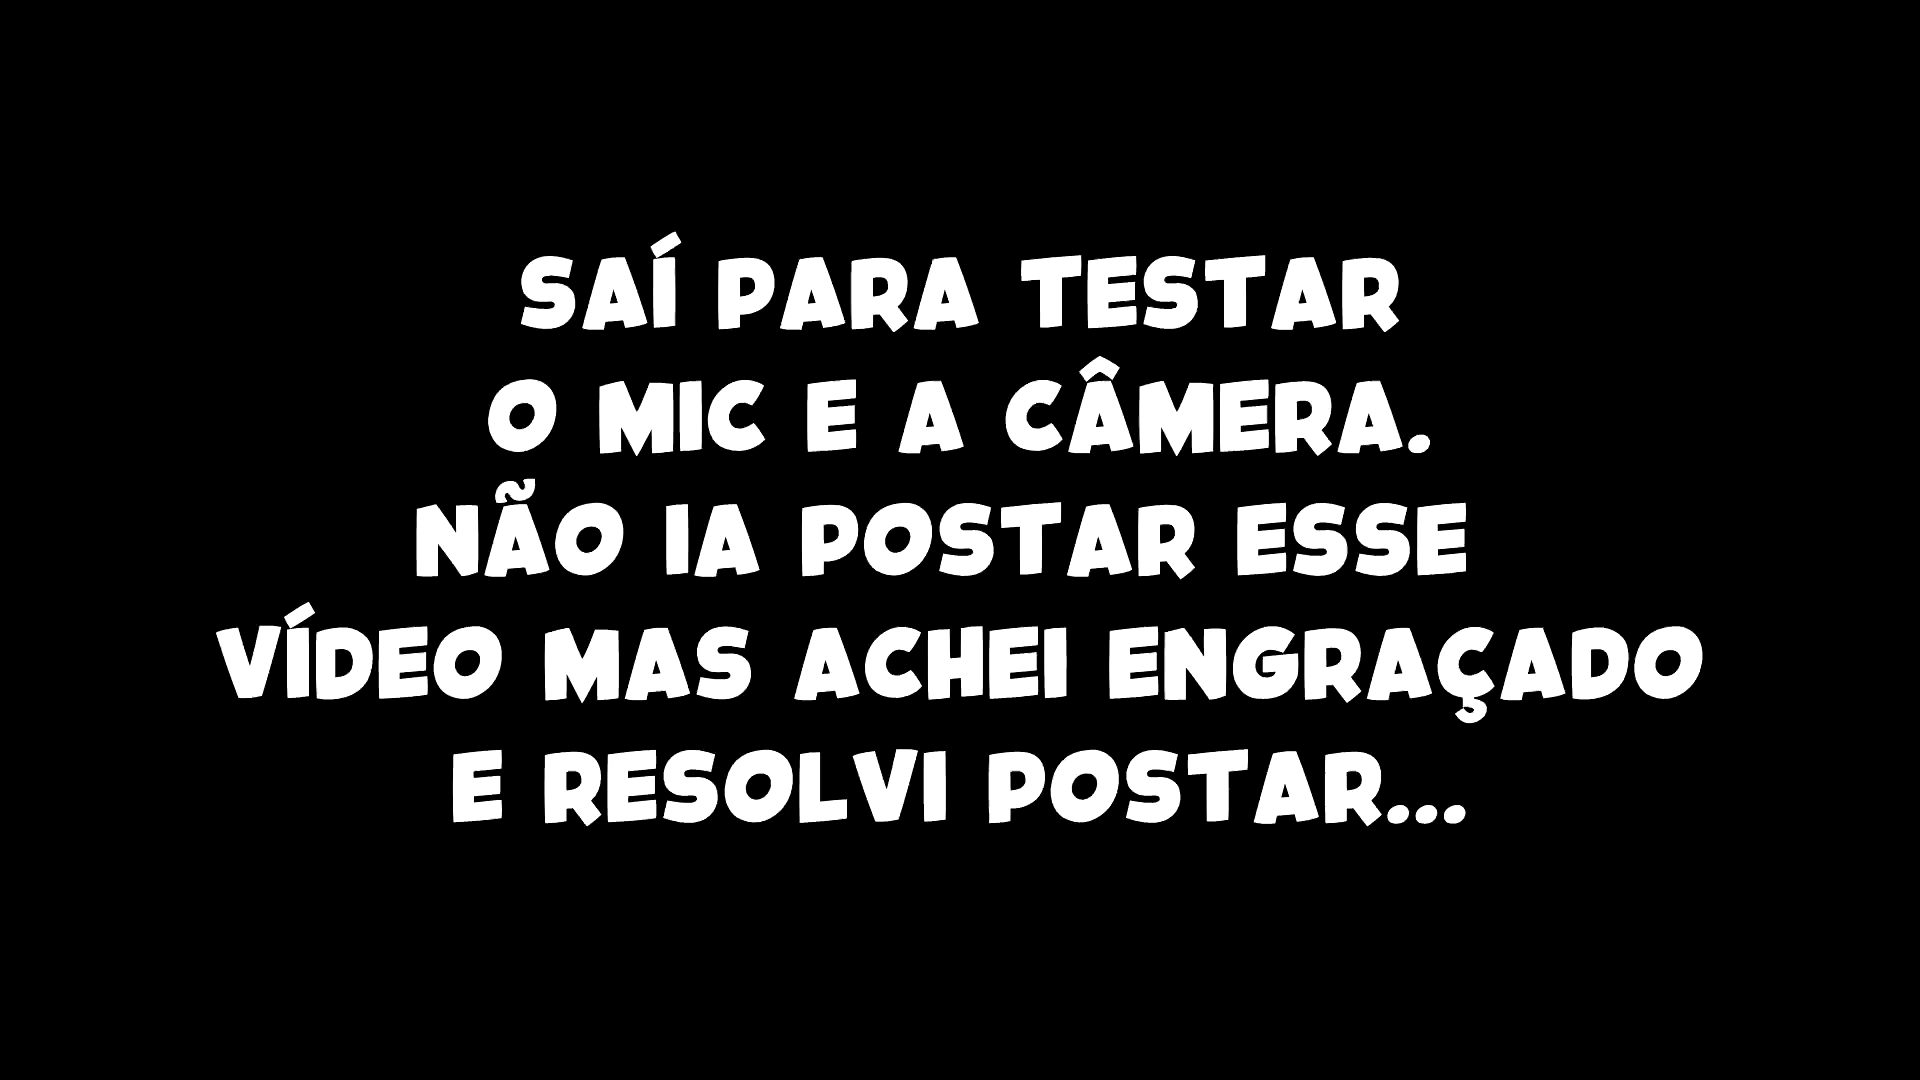 SAÍ PARA TESTAR
O MIC E A CÂMERA.
NÃO IA POSTAR ESSE
VÍDEO MAS ACHEI ENGRAÇADO
E RESOLVI POSTAR...